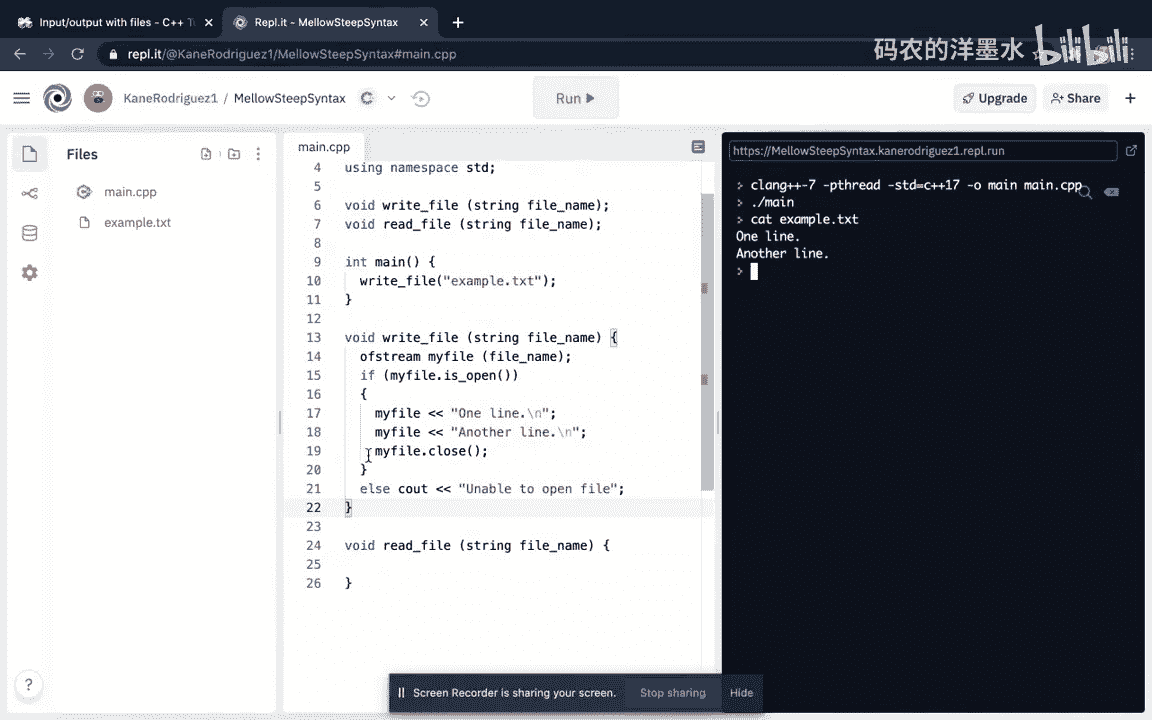 Input/output with files - C++ T
Repl.it - MellowSteepSyntax
repl.it/@KaneRodriguez1/MellowSteepSyntax#main.cpp
码农的洋墨水 bilibili
KaneRodriguez1 / MellowSteepSyntax
Run
Upgrade
Share
Files
main.cpp
example.txt
main.cpp
4 using namespace std;
5
6 void write_file (string file_name);
7 void read_file (string file_name);
8
9 int main() {
10 write_file("example.txt");
11 }
12
13 void write_file (string file_name) {
14 ofstream myfile (file_name);
15 if (myfile.is_open())
16 {
17 myfile << "One line.\n";
18 myfile << "Another line.\n";
19 myfile.close();
20 }
21 else cout << "Unable to open file";
22 }
23
24 void read_file (string file_name) {
25
26 }
https://MellowSteepSyntax.kanerodriguez1.repl.run
> clang++-7 -pthread -std=c++17 -o main main.cpp
> ./main
> cat example.txt
One line.
Another line.
>
?
Screen Recorder is sharing your screen.
Stop sharing
Hide